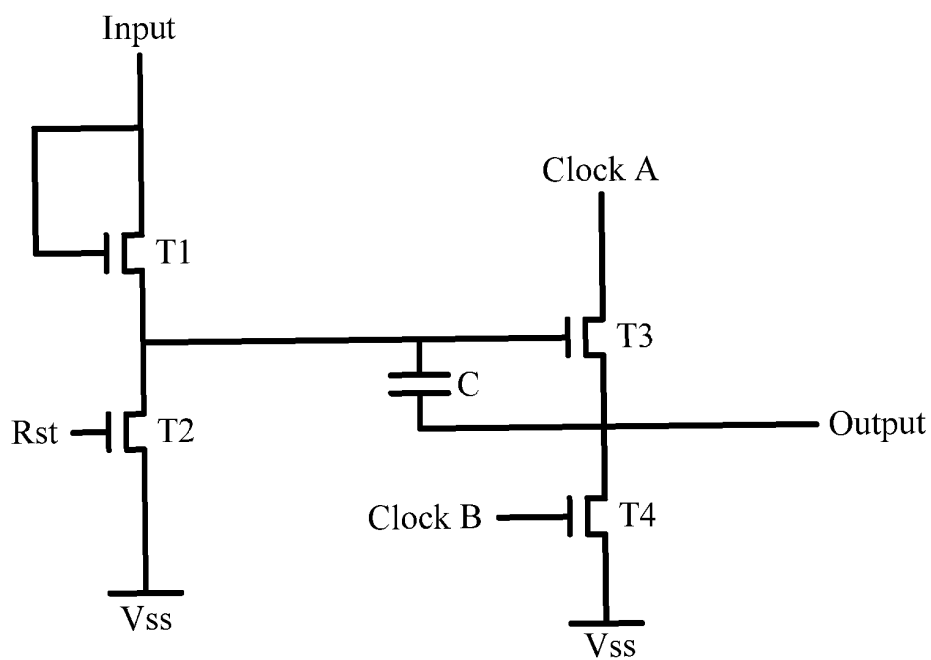 Input
Clock A
T1
T3
C
Rst
T2
Output
Clock B
T4
Vss
Vss